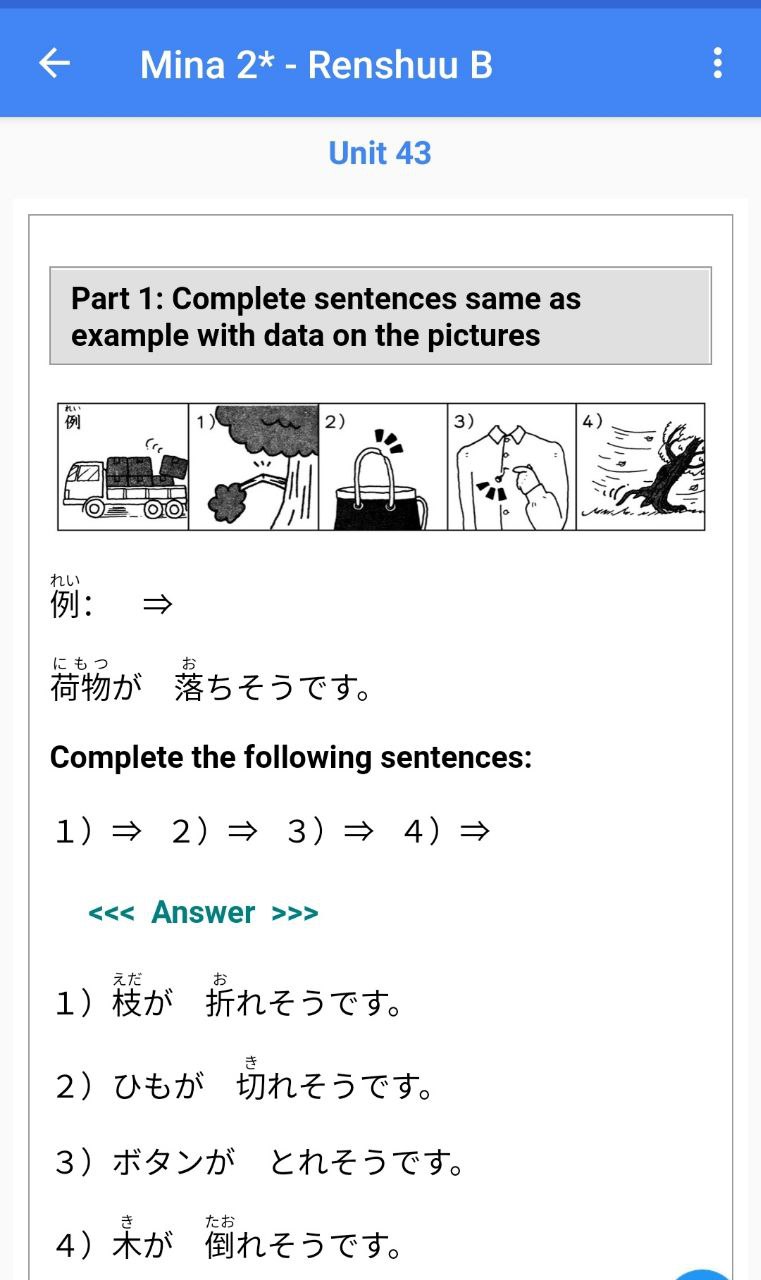 Mina 2* - Renshuu B
Unit 43
Part 1: Complete sentences same as
example with data on the pictures
れい
例
1)
2)
3)
4)
れい
例： ⇒
にもつ お
荷物が　落ちそうです。
Complete the following sentences:
１）⇒ ２）⇒ ３）⇒ ４）⇒
<<< Answer >>>
えだ お
１）枝が　折れそうです。
き
２）ひもが　切れそうです。
３）ボタンが　とれそうです。
き たお
４）木が　倒れそうです。